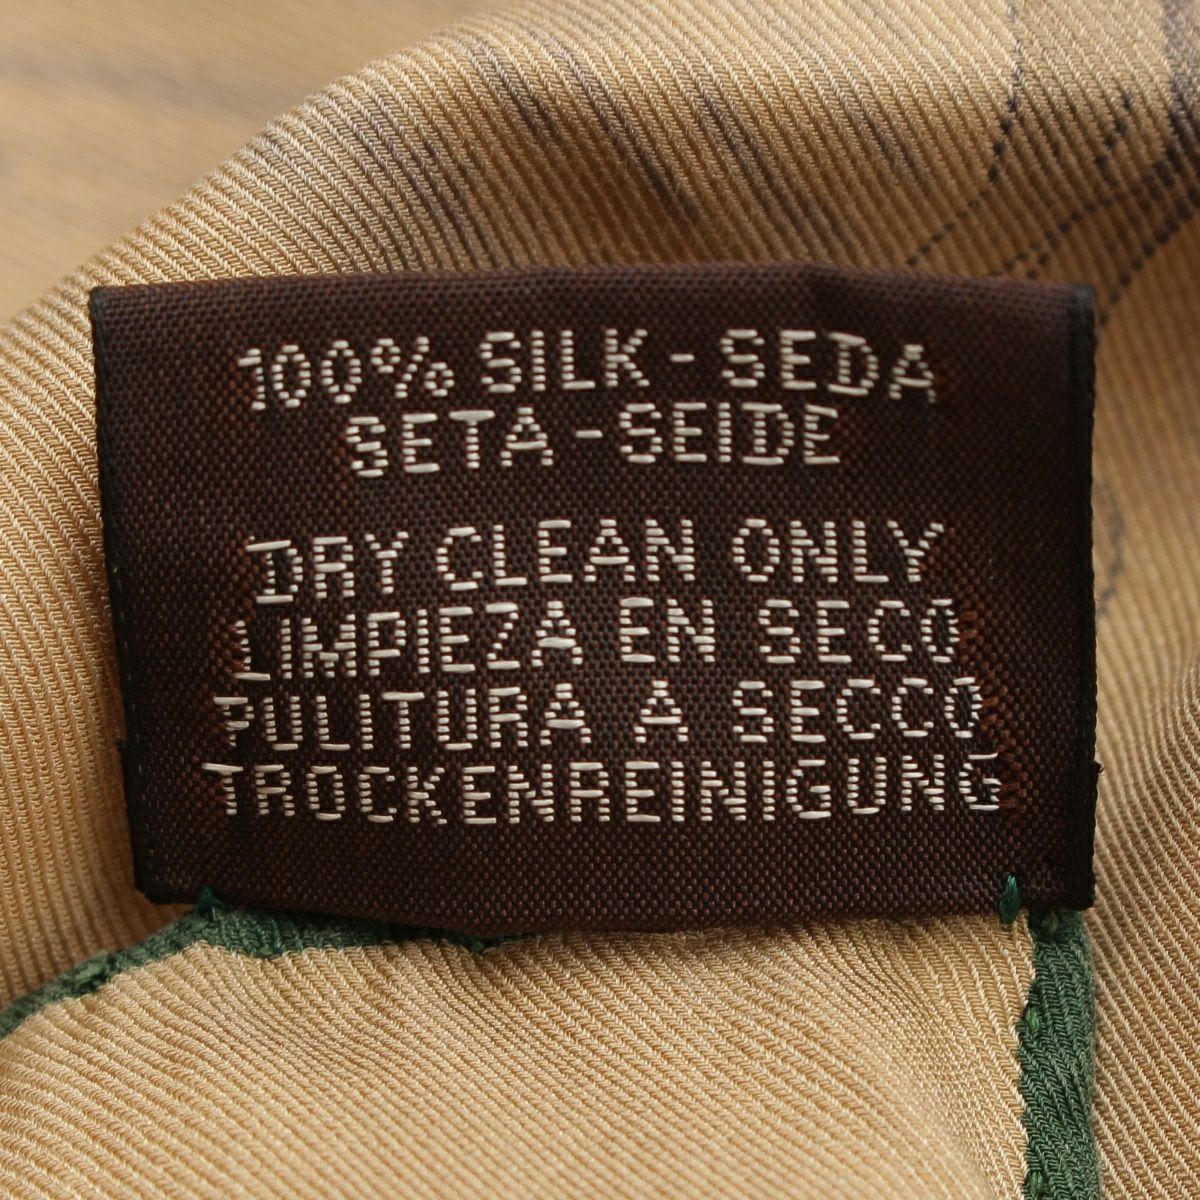 100% SILK - SEDA
SETA - SEIDE
DRY CLEAN ONLY
LIMPIEZA EN SECO
PULITURA A SECCO
TROCKENREINIGUNG